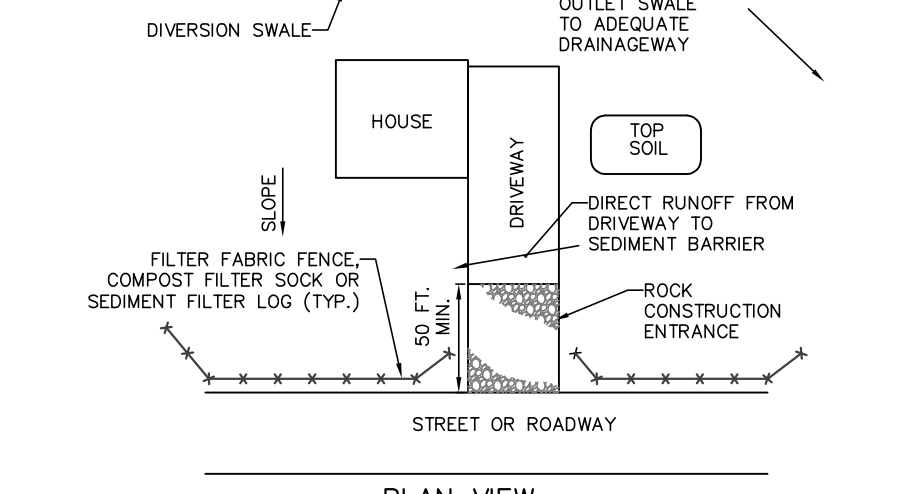 OUTLET SWALE
TO ADEQUATE
DRAINAGEWAY
DIVERSION SWALE
HOUSE
DRIVEWAY
TOP
SOIL
SLOPE
DIRECT RUNOFF FROM
DRIVEWAY TO
SEDIMENT BARRIER
FILTER FABRIC FENCE,
COMPOST FILTER SOCK OR
SEDIMENT FILTER LOG (TYP.)
50 FT.
MIN.
ROCK
CONSTRUCTION
ENTRANCE
STREET OR ROADWAY
PLAN VIEW